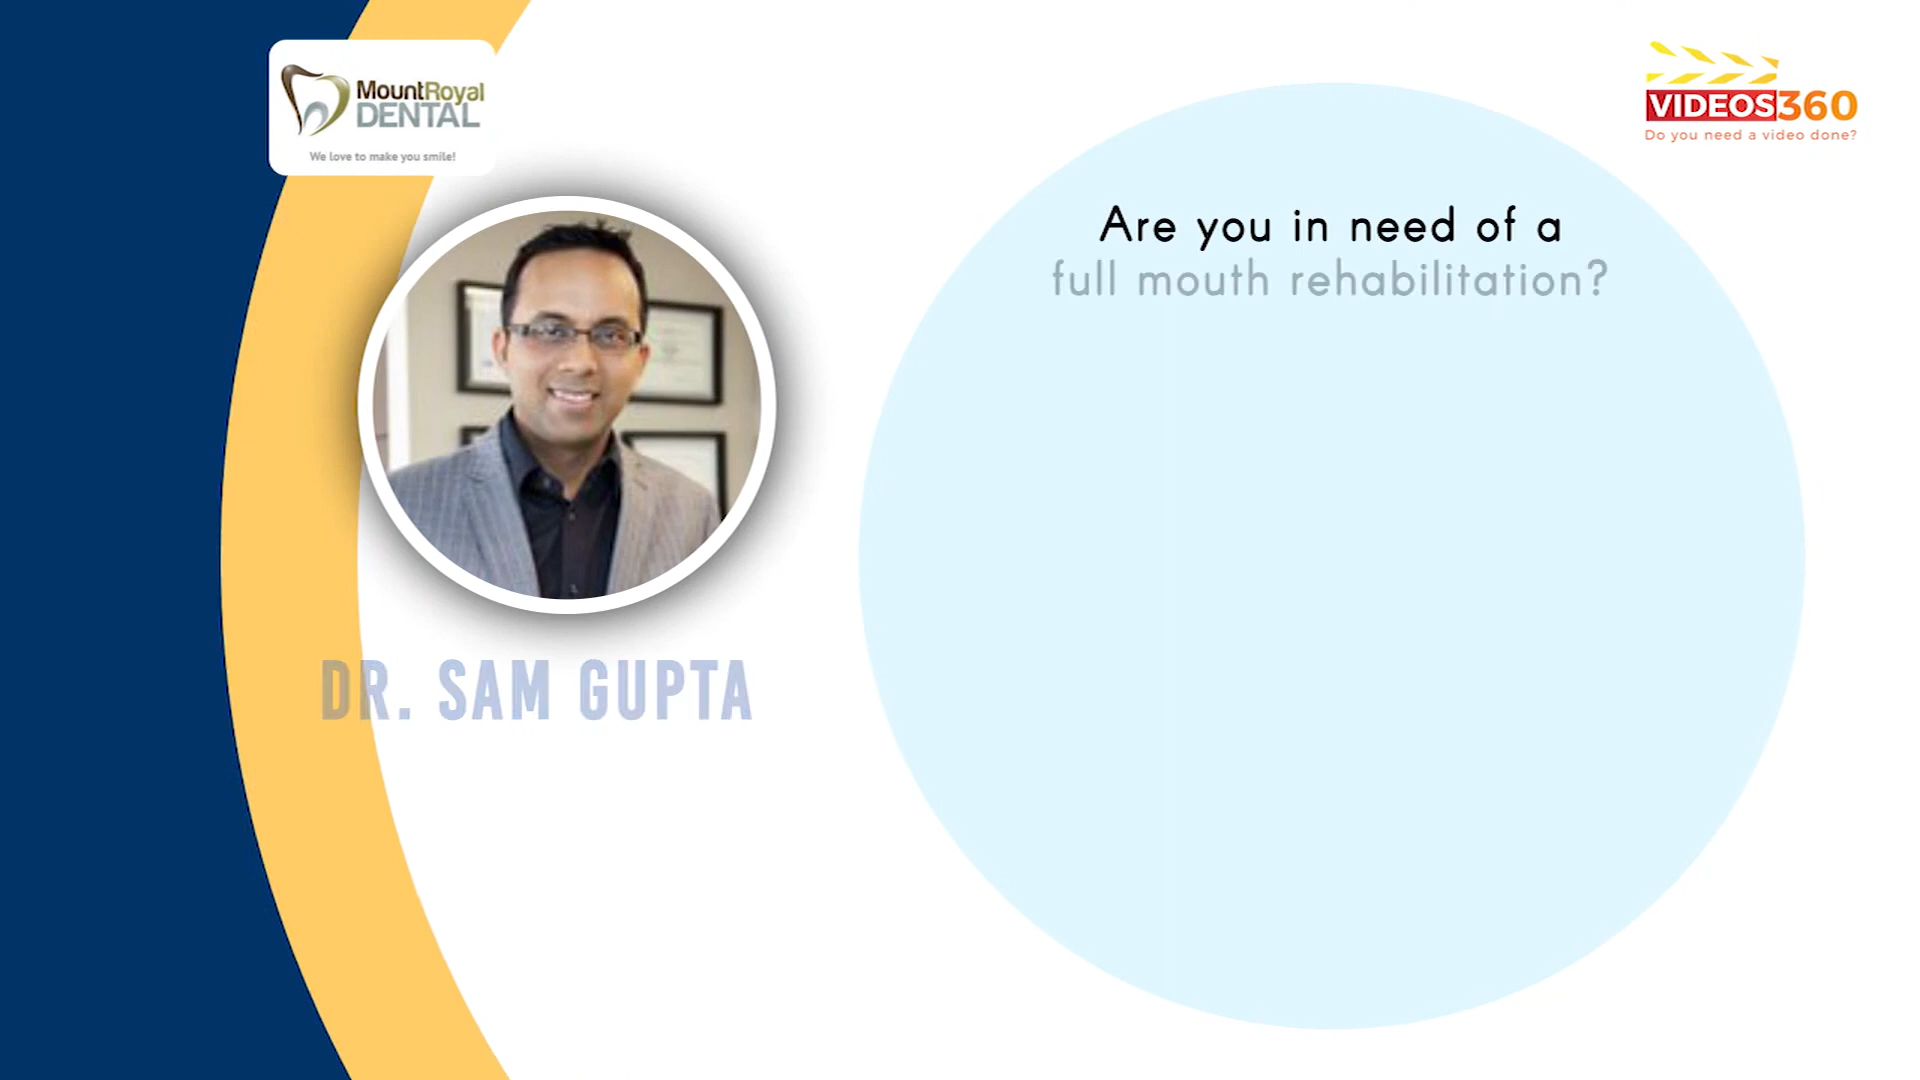 MountRoyal
DENTAL
We love to make you smile!
VIDEOS360
Do you need a video done?
Are you in need of a
full mouth rehabilitation?
DR. SAM GUPTA